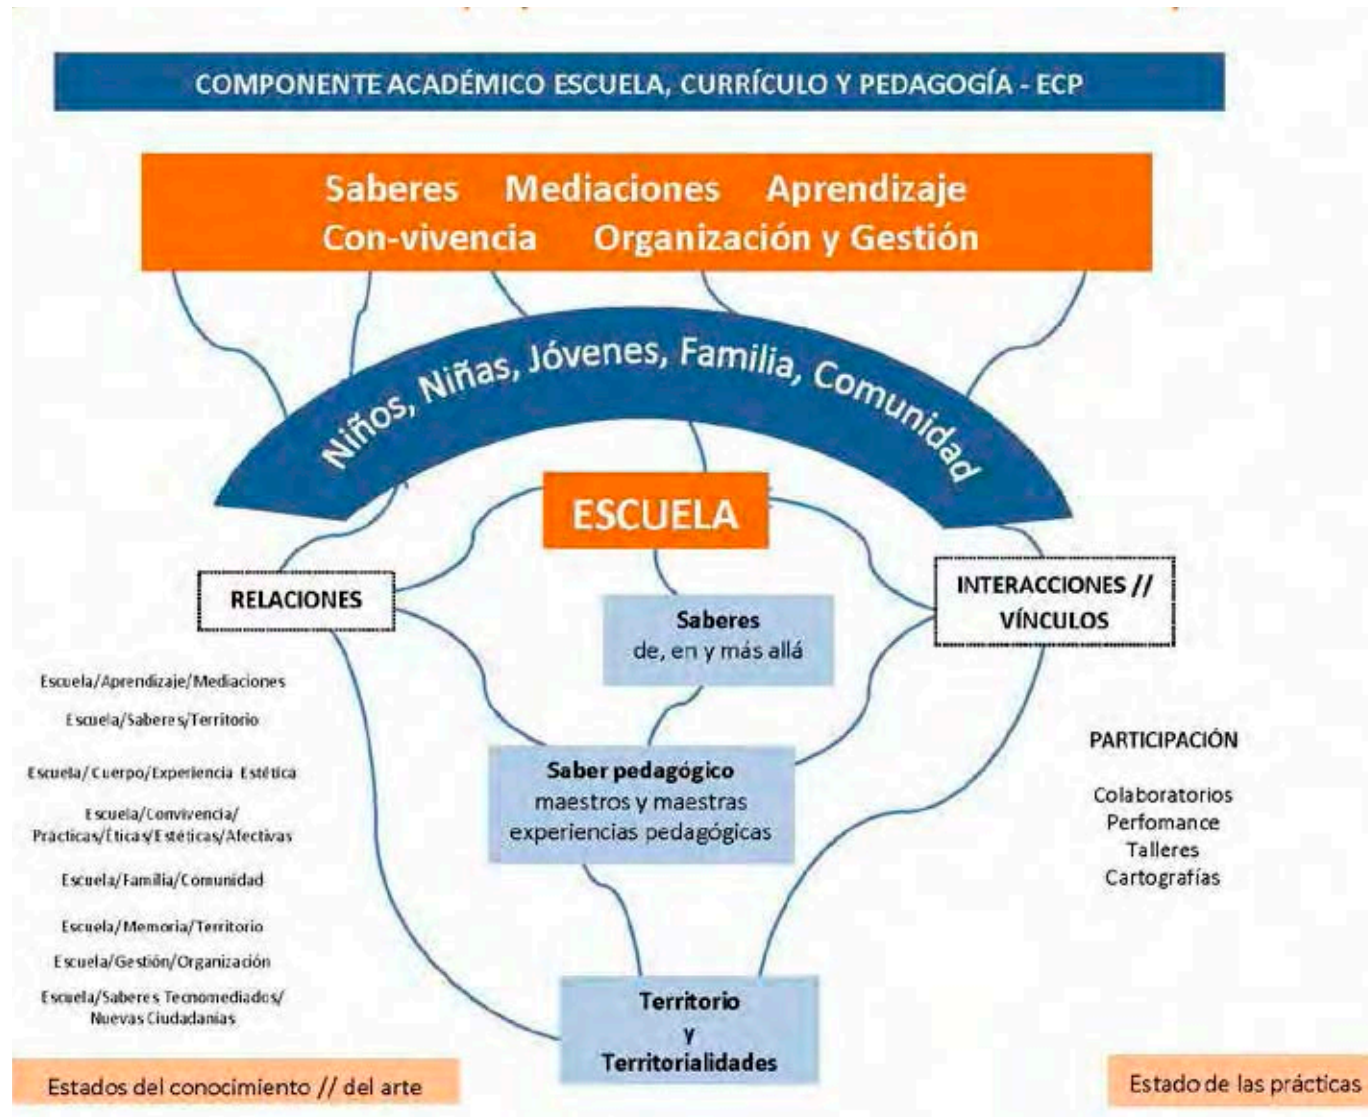 COMPONENTE ACADÉMICO ESCUELA, CURRÍCULO Y PEDAGOGÍA - ECP
Saberes Mediaciones Aprendizaje
Con-vivencia Organización y Gestión
Niños, Niñas, Jóvenes, Familia, Comunidad
ESCUELA
RELACIONES
INTERACCIONES //
VÍNCULOS
Saberes
de, en y más allá
Saber pedagógico
maestros y maestras
experiencias pedagógicas
Territorio
y
Territorialidades
Escuela/Aprendizaje/Mediaciones
Escuela/Saberes/Territorio
Escuela/Cuerpo/Experiencia Estética
Escuela/Convivencia/
Prácticas/Éticas/Estéticas/Afectivas
Escuela/Familia/Comunidad
Escuela/Memoria/Territorio
Escuela/Gestión/Organización
Escuela/Saberes Tecnomediados/
Nuevas Ciudadanías
PARTICIPACIÓN
Colaboratorios
Perfomance
Talleres
Cartografías
Estados del conocimiento // del arte
Estado de las prácticas